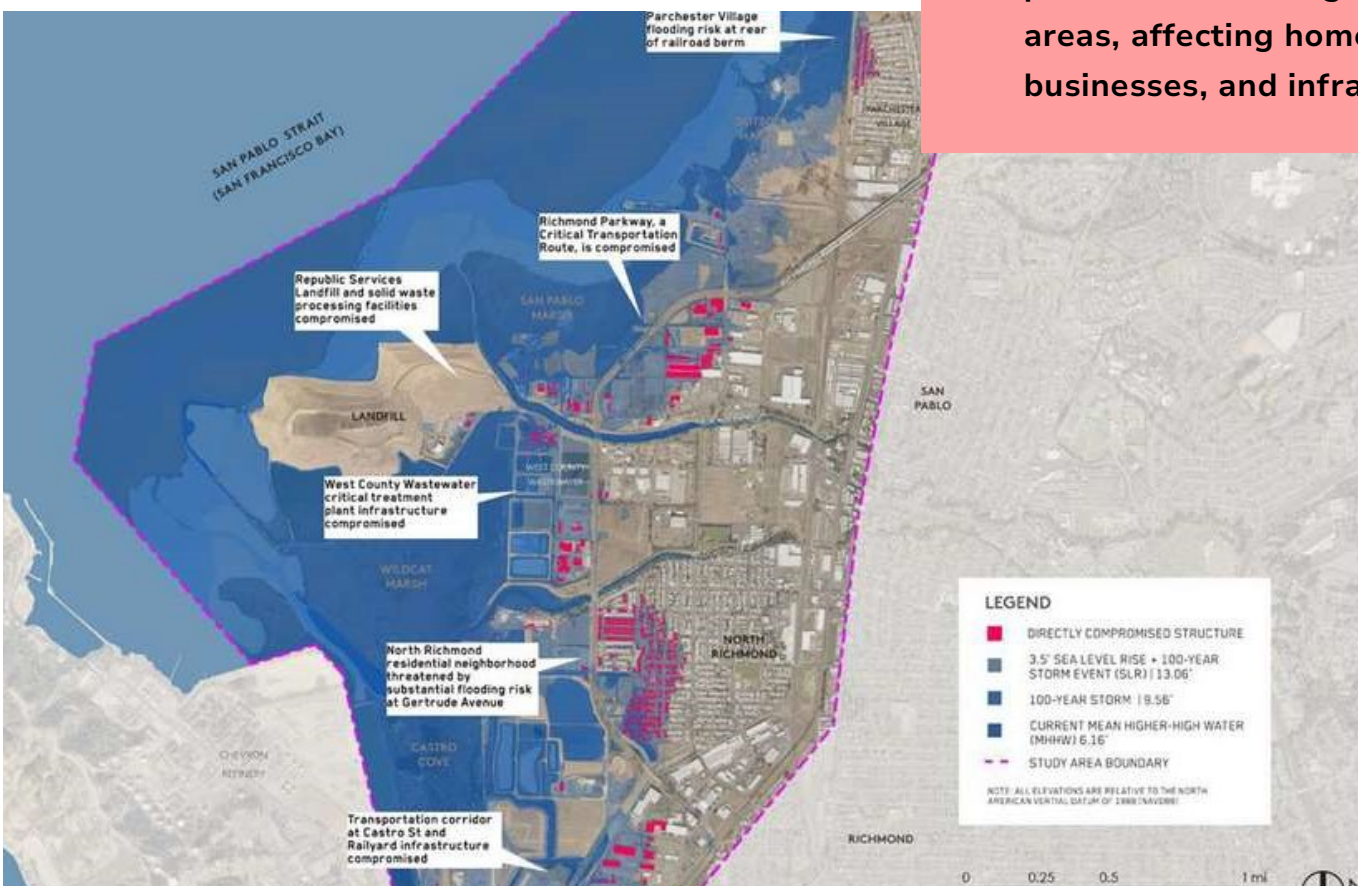 areas, affecting
businesses, and
Parchester Village
flooding risk at rear
of railroad berm
PARCHESTER
VILLAGE
SAN PABLO STRAIT
(SAN FRANCISCO BAY)
Richmond Parkway, a
Critical Transportation
Route, is compromised
Republic Services
Landfill and solid waste
processing facilities
compromised
SAN PABLO
MARSH
LANDFILL
SAN
PABLO
WEST COUNTY
WASTEWATER
West County Wastewater
critical treatment
plant infrastructure
compromised
WILDCAT
MARSH
NORTH
RICHMOND
North Richmond
residential neighborhood
threatened by
substantial flooding risk
at Gertrude Avenue
CASTRO
COVE
CHEVRON
REFINERY
Transportation corridor
at Castro St and
Railyard infrastructure
compromised
RICHMOND
LEGEND
DIRECTLY COMPROMISED STRUCTURE
3.5' SEA LEVEL RISE + 100-YEAR
STORM EVENT (SLR) | 13.06'
100-YEAR STORM | 9.56'
CURRENT MEAN HIGHER-HIGH WATER
(MHHW) 6.16'
STUDY AREA BOUNDARY
NOTE: ALL ELEVATIONS ARE RELATIVE TO THE NORTH
AMERICAN VERTIAL DATUM OF 1988 (NAVD88)
0 0.25 0.5 1 mi